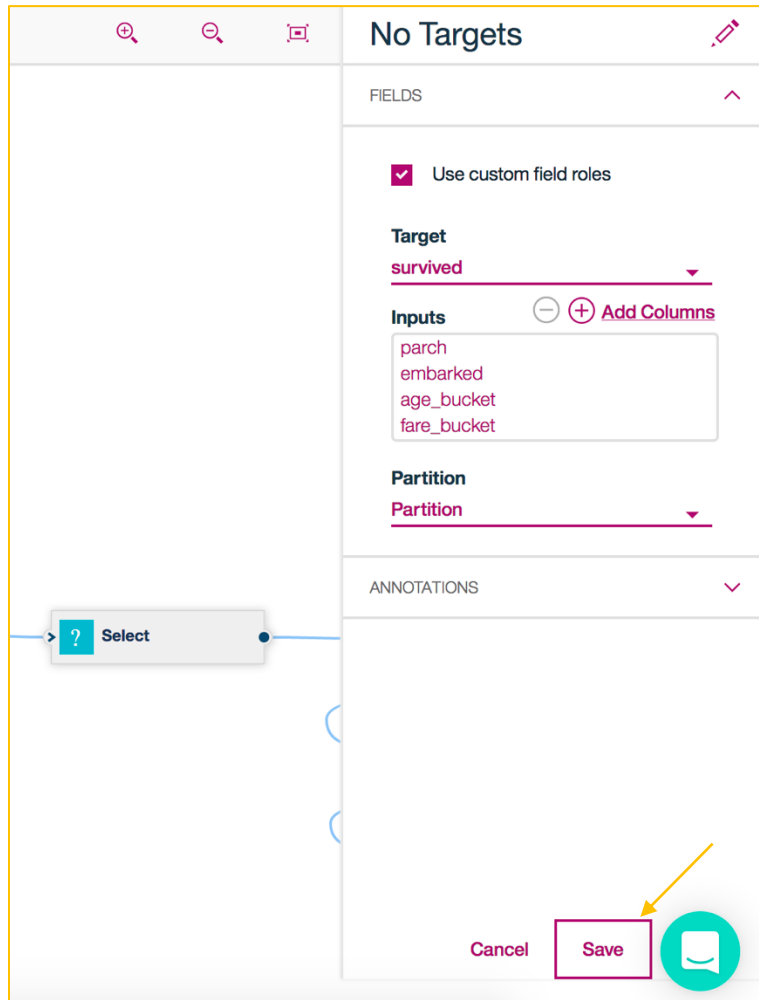 No Targets
FIELDS
Use custom field roles
Target
survived
Inputs
Add Columns
parch
embarked
age_bucket
fare_bucket
Partition
Partition
ANNOTATIONS
? Select
Cancel Save